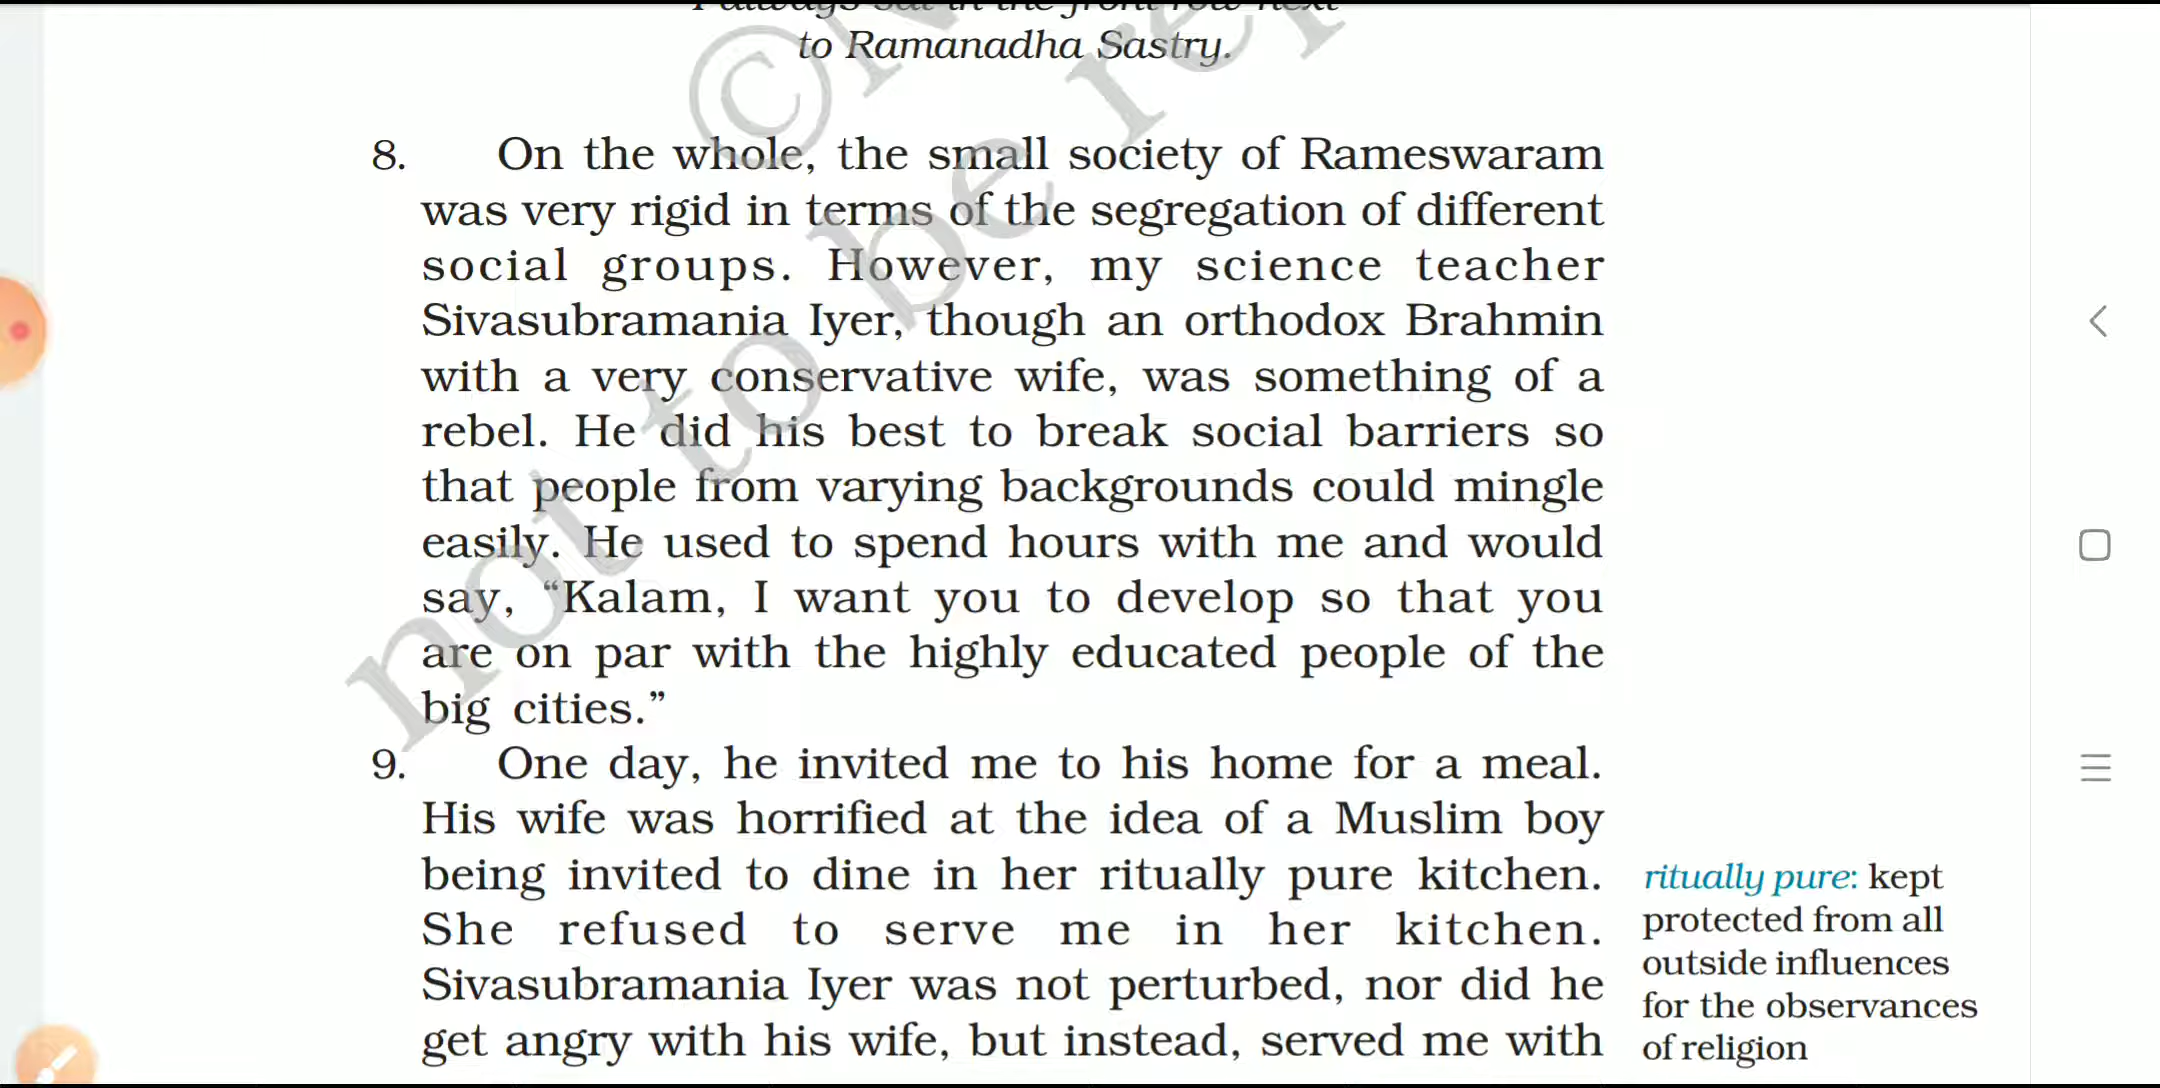 to Ramanadha Sastry.
8. On the whole, the small society of Rameswaram
was very rigid in terms of the segregation of different
social groups. However, my science teacher
Sivasubramania Iyer, though an orthodox Brahmin
with a very conservative wife, was something of a
rebel. He did his best to break social barriers so
that people from varying backgrounds could mingle
easily. He used to spend hours with me and would
say, “Kalam, I want you to develop so that you
are on par with the highly educated people of the
big cities.”
9. One day, he invited me to his home for a meal.
His wife was horrified at the idea of a Muslim boy
being invited to dine in her ritually pure kitchen.
She refused to serve me in her kitchen.
Sivasubramania Iyer was not perturbed, nor did he
get angry with his wife, but instead, served me with
ritually pure: kept
protected from all
outside influences
for the observances
of religion
not to be